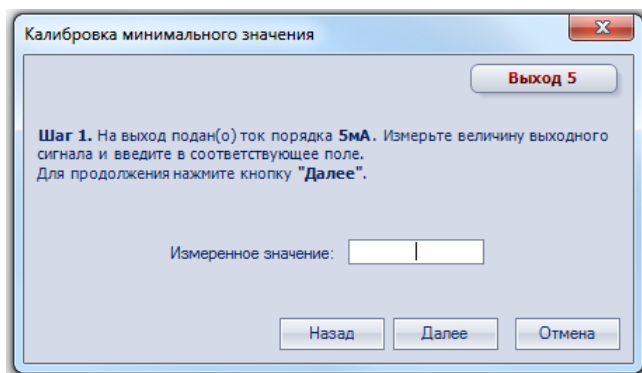 Калибровка минимального значения
Выход 5
Шаг 1. На выход подан(о) ток порядка 5мА. Измерьте величину выходного
сигнала и введите в соответствующее поле.
Для продолжения нажмите кнопку "Далее".
Измеренное значение:
Назад Далее Отмена